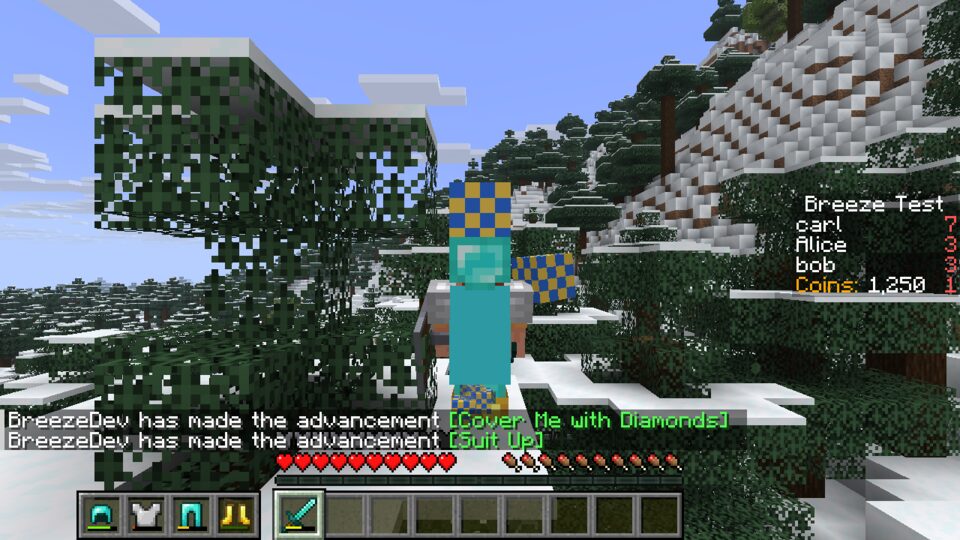 Breeze Test
carl 7
Alice 3
bob 3
Coins: 1,250 1
BreezeDev has made the advancement [Cover Me with Diamonds]
BreezeDev has made the advancement [Suit Up]